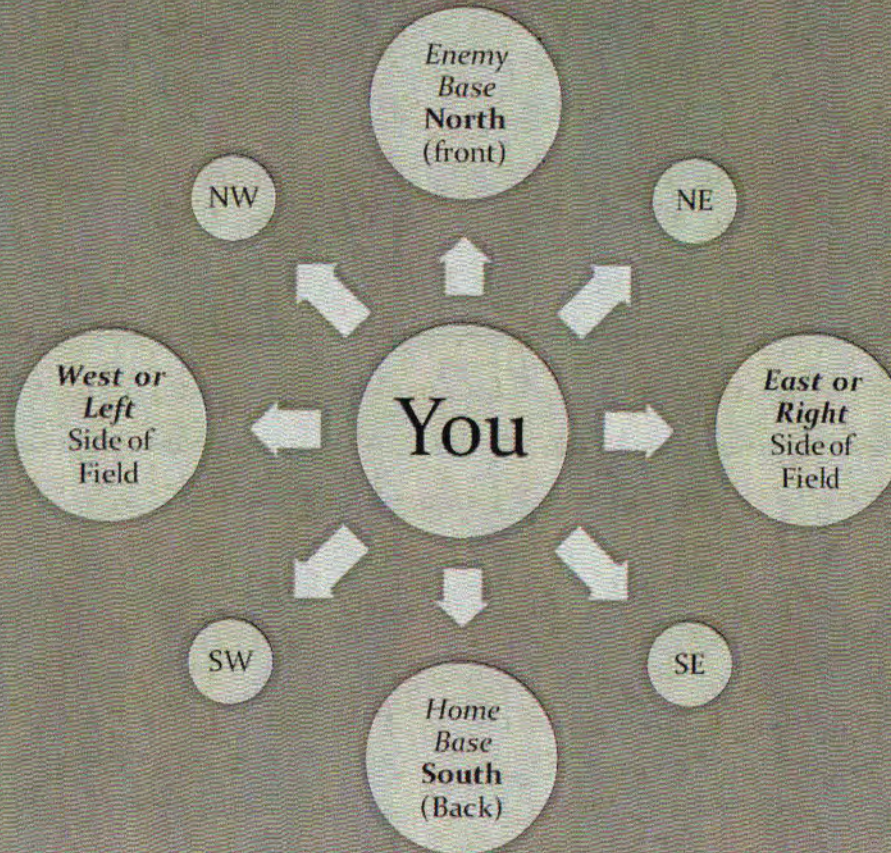 Enemy
Base
North
(front)
NW
NE
West or
Left
Side of
Field
You
East or
Right
Side of
Field
SW
SE
Home
Base
South
(Back)